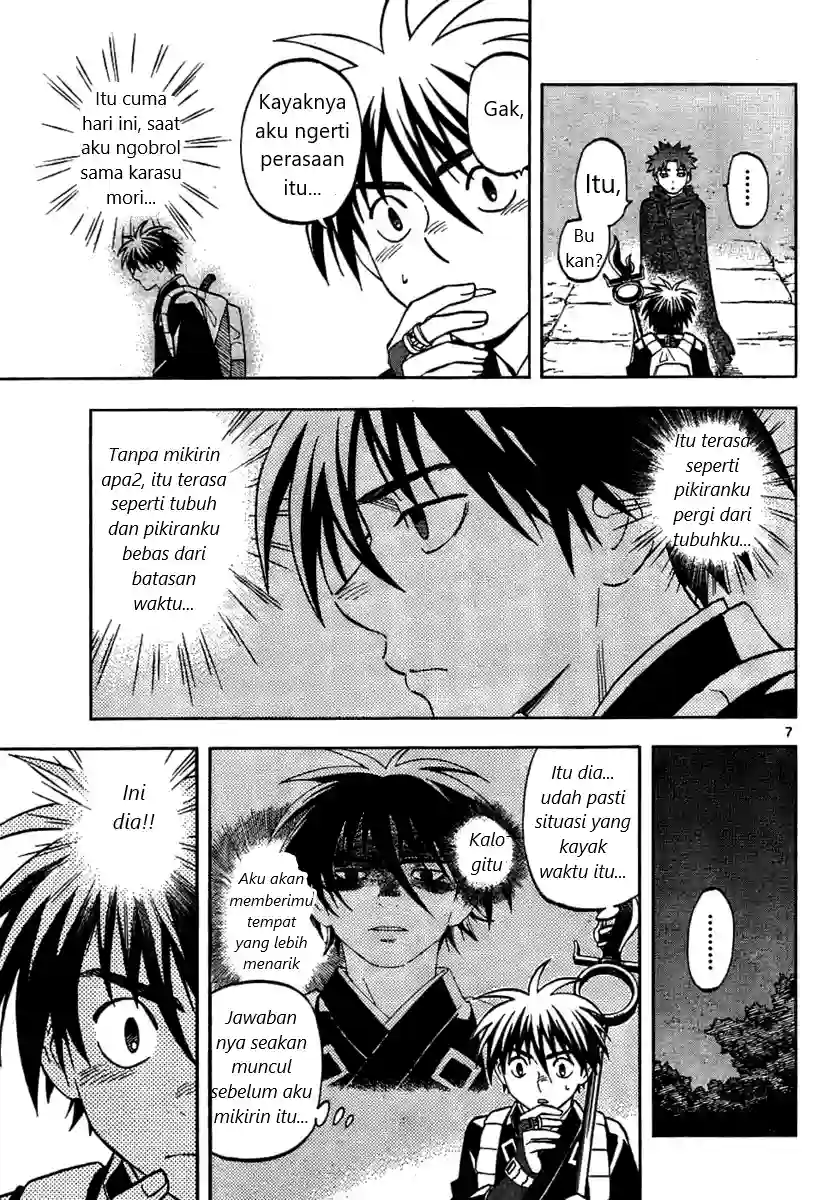 .......
Itu,
Bu
kan?
Gak,
Kayaknya
aku ngerti
perasaan
itu...
Itu cuma
hari ini, saat
aku ngobrol
sama karasu
mori...
Itu terasa
seperti
pikiranku
pergi dari
tubuhku...
Tanpa mikirin
apa2, itu terasa
seperti tubuh
dan pikiranku
bebas dari
batasan
waktu...
7
........
Itu dia...
udah pasti
situasi yang
kayak
waktu itu...
Kalo
gitu
Aku akan
memberimu
tempat
yang lebih
menarik
Jawaban
nya seakan
muncul
sebelum aku
mikirin itu...
Ini
dia!!